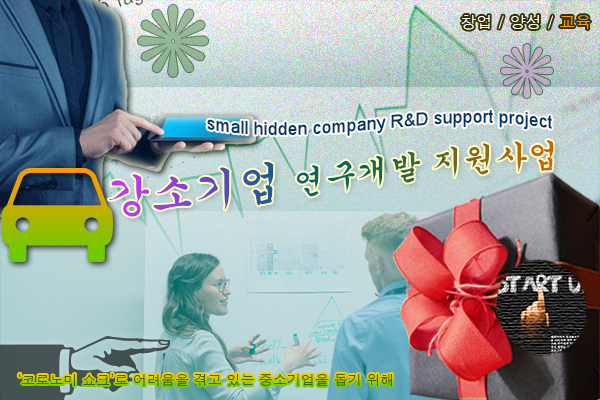 창업 / 양성 / 교육
small hidden company R&D support project
강소기업 연구개발 지원사업
START U
'코로노미 쇼크'로 어려움을 겪고 있는 중소기업을 돕기 위해